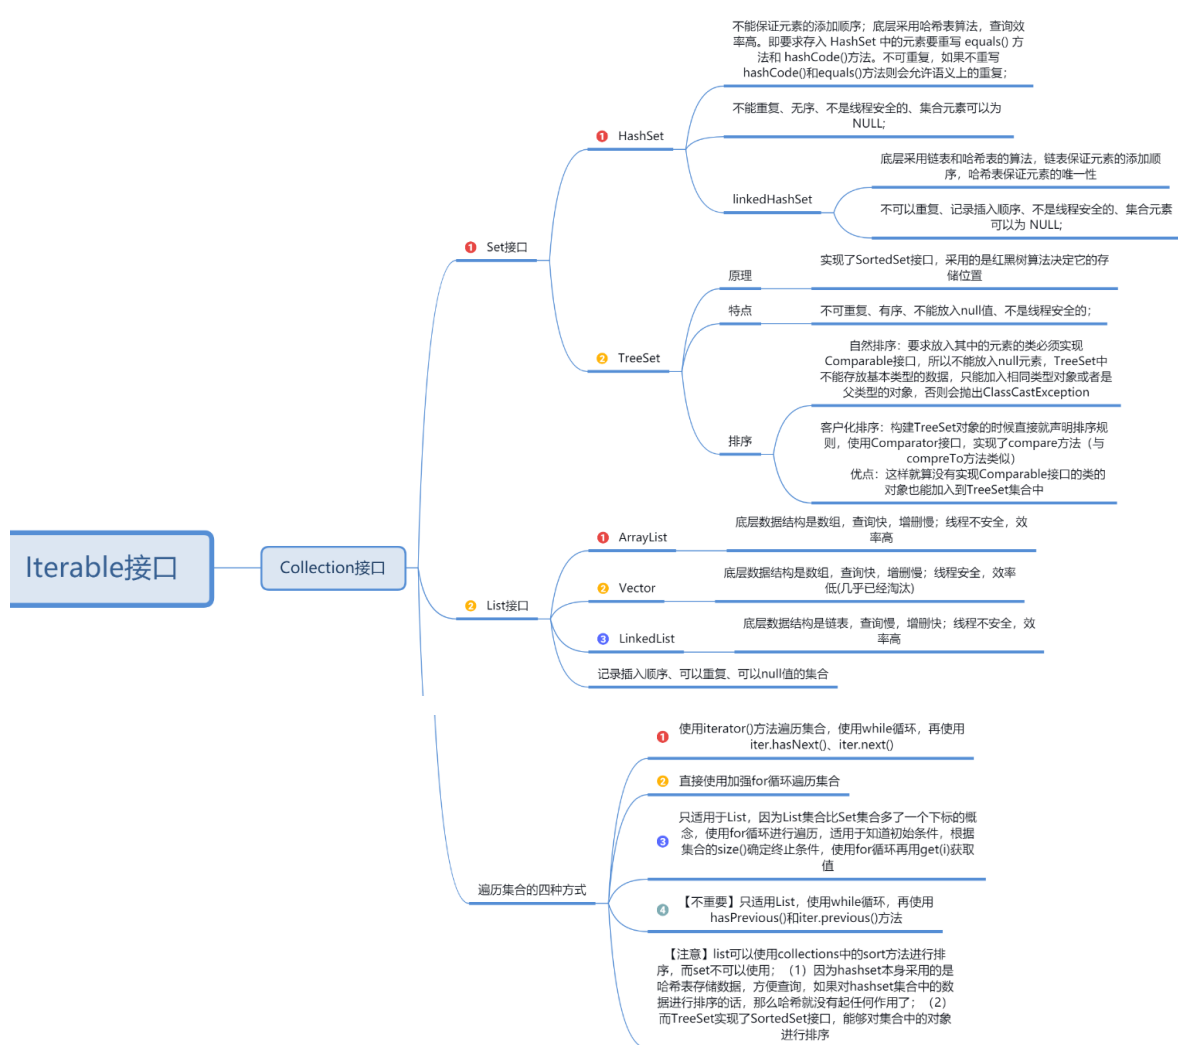 Iterable接口
Collection接口
1 Set接口
1 HashSet
不能保证元素的添加顺序；底层采用哈希表算法，查询效
率高。即要求存入 HashSet 中的元素要重写 equals() 方
法和 hashCode()方法。不可重复，如果不重写
hashCode()和equals()方法则会允许语义上的重复；
不能重复、无序、不是线程安全的、集合元素可以为
NULL;
linkedHashSet
底层采用链表和哈希表的算法，链表保证元素的添加顺
序，哈希表保证元素的唯一性
不可以重复、记录插入顺序、不是线程安全的、集合元素
可以为 NULL;
2 TreeSet
原理
实现了SortedSet接口，采用的是红黑树算法决定它的存
储位置
特点
不可重复、有序、不能放入null值、不是线程安全的；
排序
自然排序：要求放入其中的元素的类必须实现
Comparable接口，所以不能放入null元素，TreeSet中
不能存放基本类型的数据，只能加入相同类型对象或者是
父类型的对象，否则会抛出ClassCastException
客户化排序：构建TreeSet对象的时候直接就声明排序规
则，使用Comparator接口，实现了compare方法（与
compreTo方法类似）
优点：这样就算没有实现Comparable接口的类的
对象也能加入到TreeSet集合中
2 List接口
1 ArrayList
底层数据结构是数组，查询快，增删慢；线程不安全，效
率高
2 Vector
底层数据结构是数组，查询快，增删慢；线程安全，效率
低(几乎已经淘汰)
3 LinkedList
底层数据结构是链表，查询慢，增删快；线程不安全，效
率高
记录插入顺序、可以重复、可以null值的集合
遍历集合的四种方式
1 使用iterator()方法遍历集合，使用while循环，再使用
iter.hasNext()、iter.next()
2 直接使用加强for循环遍历集合
3 只适用于List，因为List集合比Set集合多了一个下标的概
念，使用for循环进行遍历，适用于知道初始条件，根据
集合的size()确定终止条件，使用for循环再用get(i)获取
值
4 【不重要】只适用List，使用while循环，再使用
hasPrevious()和iter.previous()方法
【注意】list可以使用collections中的sort方法进行排
序，而set不可以使用；（1）因为hashset本身采用的是
哈希表存储数据，方便查询，如果对hashset集合中的数
据进行排序的话，那么哈希就没有起任何作用了；（2）
而TreeSet实现了SortedSet接口，能够对集合中的对象
进行排序